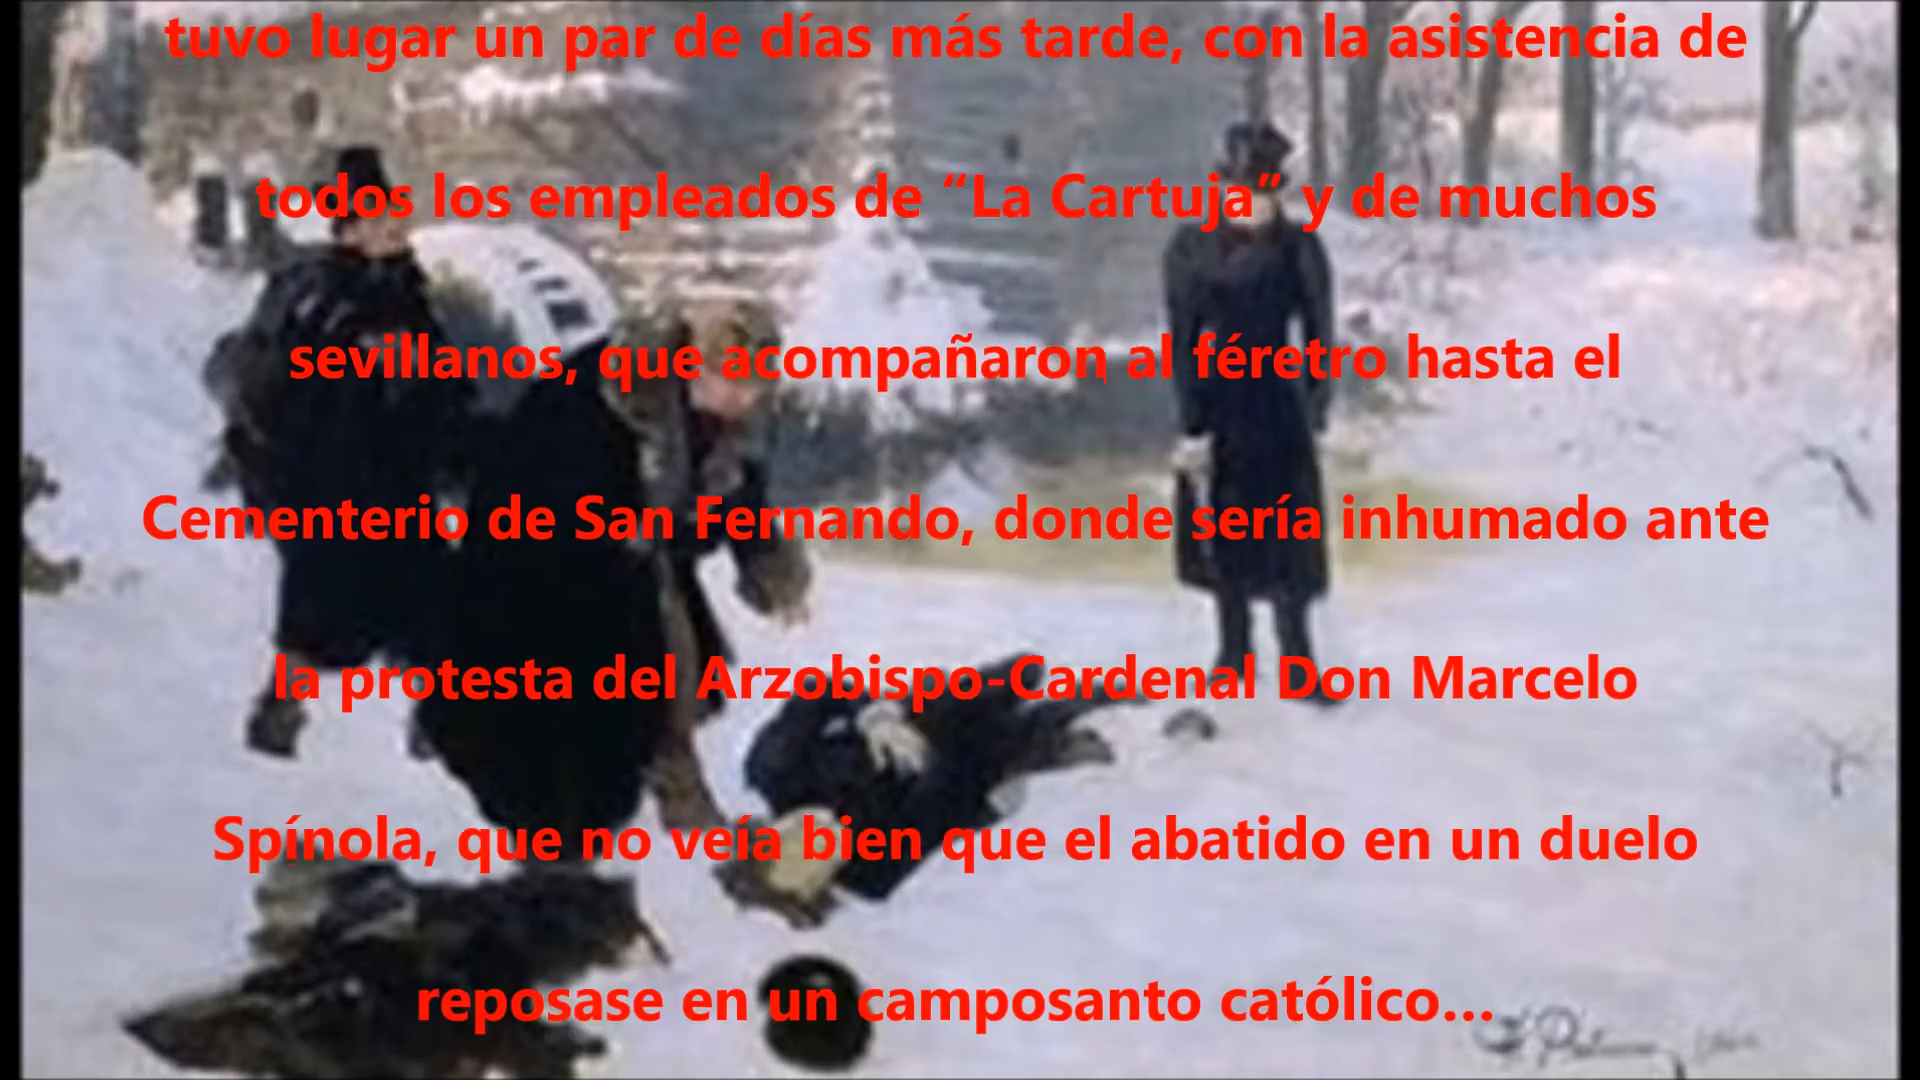 tuvo lugar un par de días más tarde, con la asistencia de
todos los empleados de “La Cartuja” y de muchos
sevillanos, que acompañaron al féretro hasta el
Cementerio de San Fernando, donde sería inhumado ante
la protesta del Arzobispo-Cardenal Don Marcelo
Spínola, que no veía bien que el abatido en un duelo
reposase en un camposanto católico...